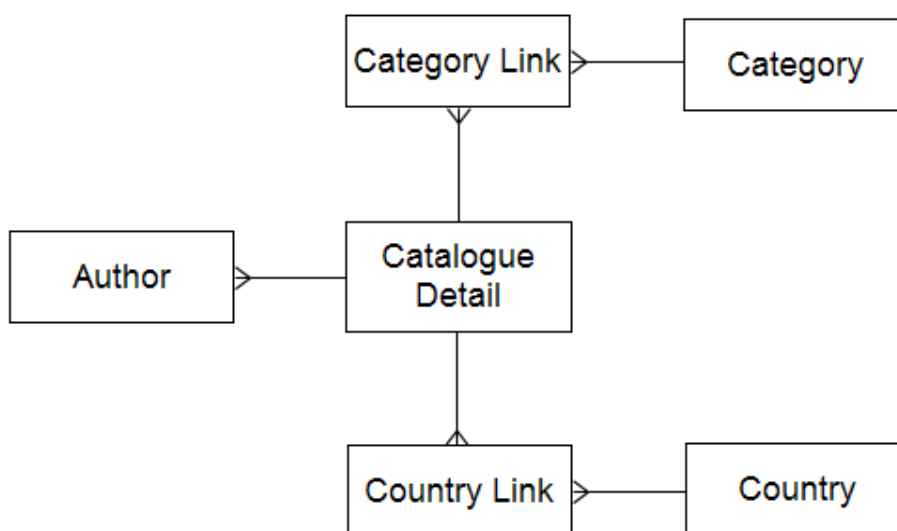 Category Link
Category
Author
Catalogue
Detail
Country Link
Country